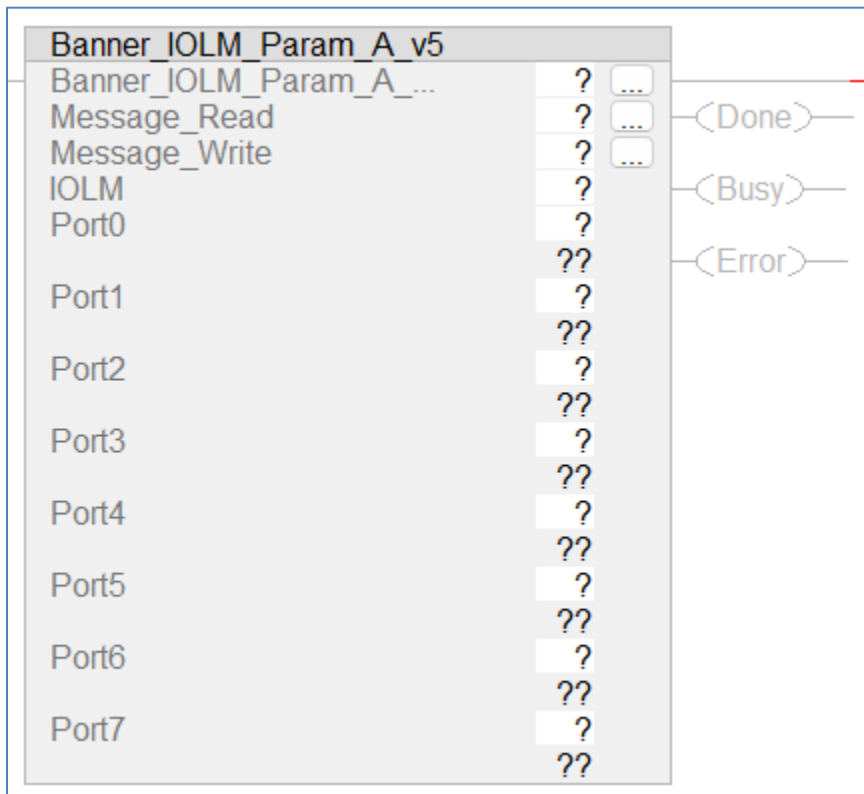 Banner_IOLM_Param_A_v5
Banner_IOLM_Param_A_... ? ...
Message_Read ? ... Done
Message_Write ? ...
IOLM ? Busy
Port0 ?
?? Error
Port1 ?
??
Port2 ?
??
Port3 ?
??
Port4 ?
??
Port5 ?
??
Port6 ?
??
Port7 ?
??